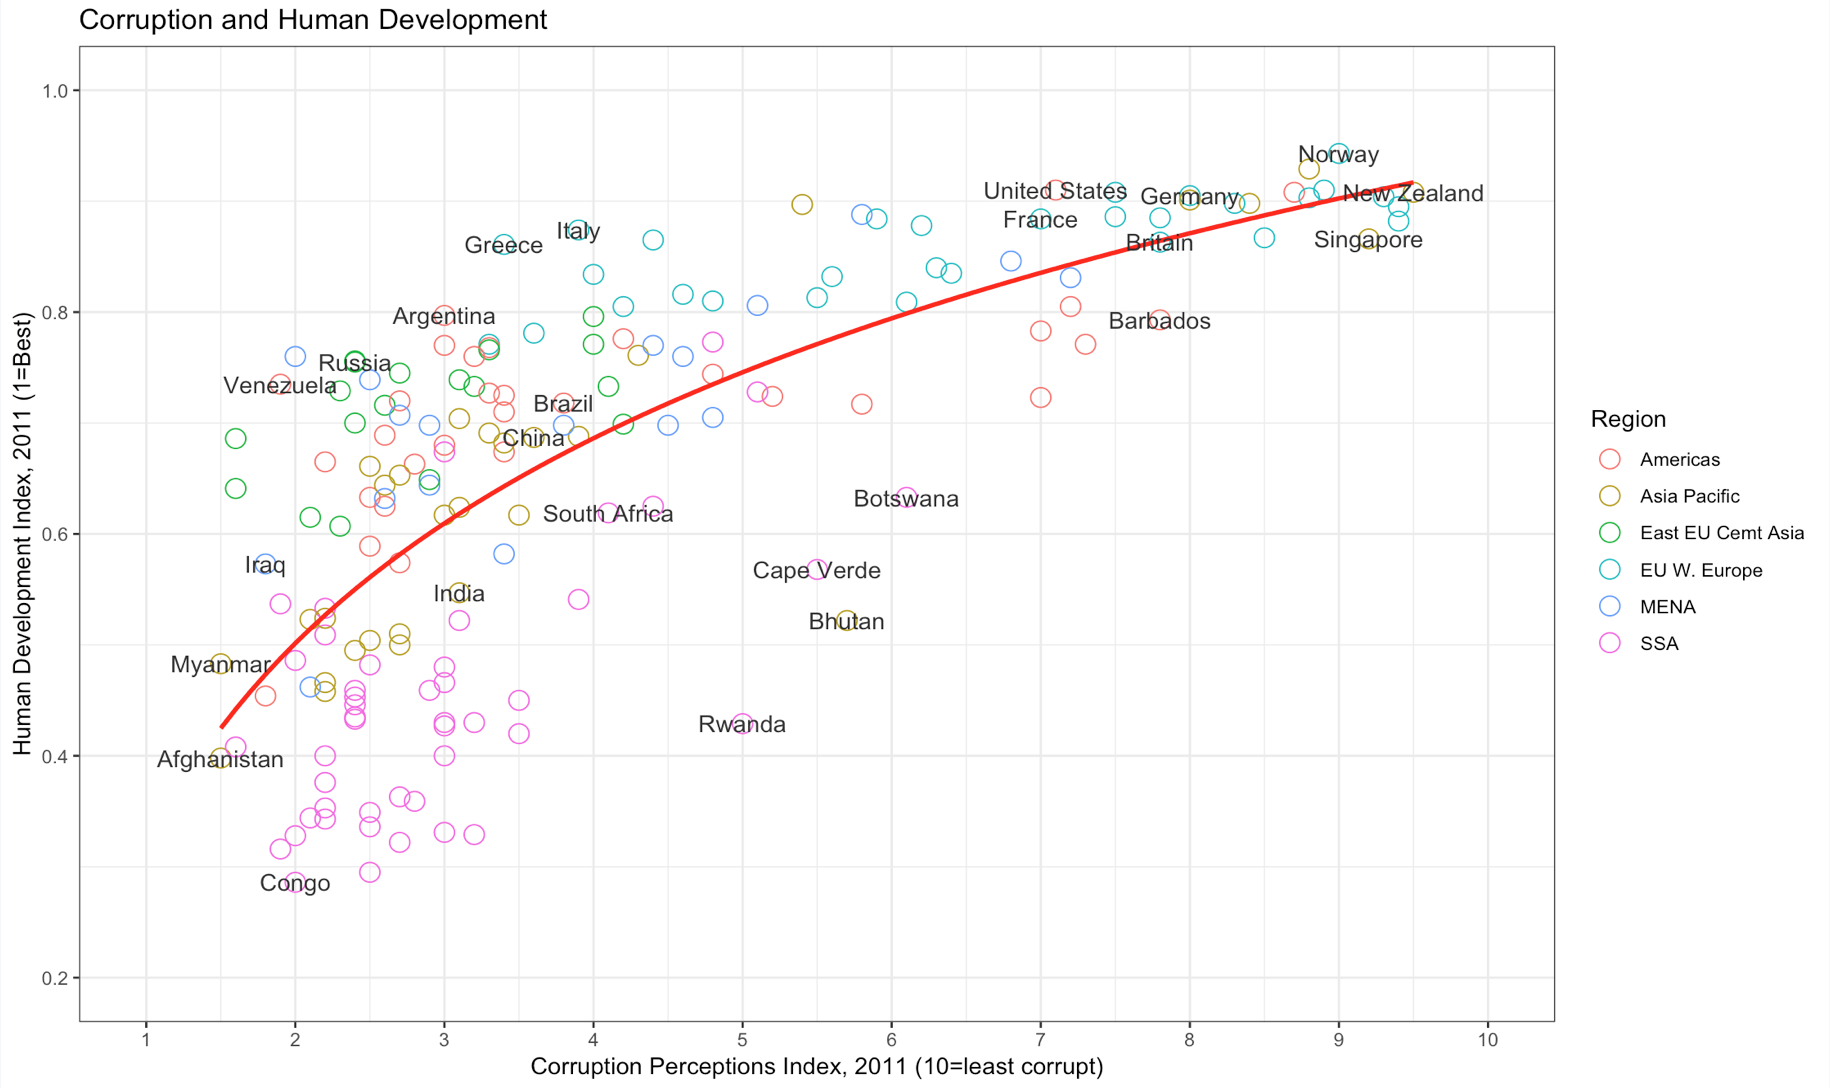 Corruption and Human Development
Human Development Index, 2011 (1=Best)
1.0
0.8
0.6
0.4
0.2
Norway
United States
Germany
New Zealand
France
Italy
Greece
Britain
Singapore
Argentina
Barbados
Russia
Venezuela
Brazil
China
Botswana
South Africa
Iraq
Cape Verde
India
Bhutan
Myanmar
Rwanda
Afghanistan
Congo
1 2 3 4 5 6 7 8 9 10
Corruption Perceptions Index, 2011 (10=least corrupt)
Region
Americas
Asia Pacific
East EU Cemt Asia
EU W. Europe
MENA
SSA